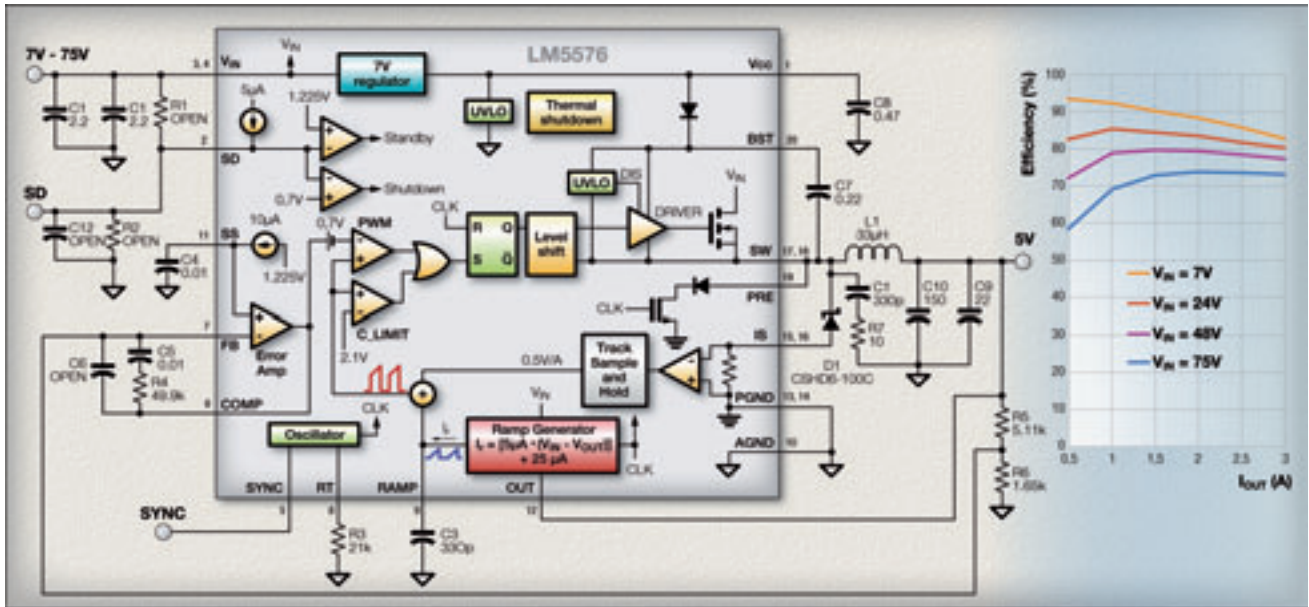 7V - 75V
3, 4
VIN
VIN
7V
regulator
LM5576
VCC
1
C1
2.2
C1
2.2
R1
OPEN
5µA
1.225V
UVLO
Thermal
shutdown
C8
0.47
2
SD
Standby
BST
20
Shutdown
0,7V
UVLO
DIS
VIN
C7
0.22
SD
C12
OPEN
R2
OPEN
11
SS
10µA
1.225V
0,7V
PWM
CLK
R
Q
S
Q̅
Level
shift
DRIVER
SW
17, 18
L1
33µH
5V
C4
0.01
19
PRE
CLK
C1
330p
C10
150
C9
22
R7
10
7
FB
Error
Amp
C_LIMIT
2.1V
IS
15, 16
D1
CSHD6-100C
C6
OPEN
C5
0.01
R4
49.9k
COMP
0.5V/A
Track
Sample
and
Hold
PGND
13, 14
CLK
Oscillator
VIN
Ir
Ramp Generator
Ir = [5µA •(VIN - VOUT)]
+ 25 µA
CLK
AGND
10
R5
5.11k
R6
1.65k
SYNC
RT
RAMP
OUT
5
6
9
12
SYNC
R3
21k
C3
330p
Efficiency (%)
100
90
80
70
60
50
40
30
20
10
0
VIN = 7V
VIN = 24V
VIN = 48V
VIN = 75V
0.5
1
1,5
2
2.5
3
IOUT (A)